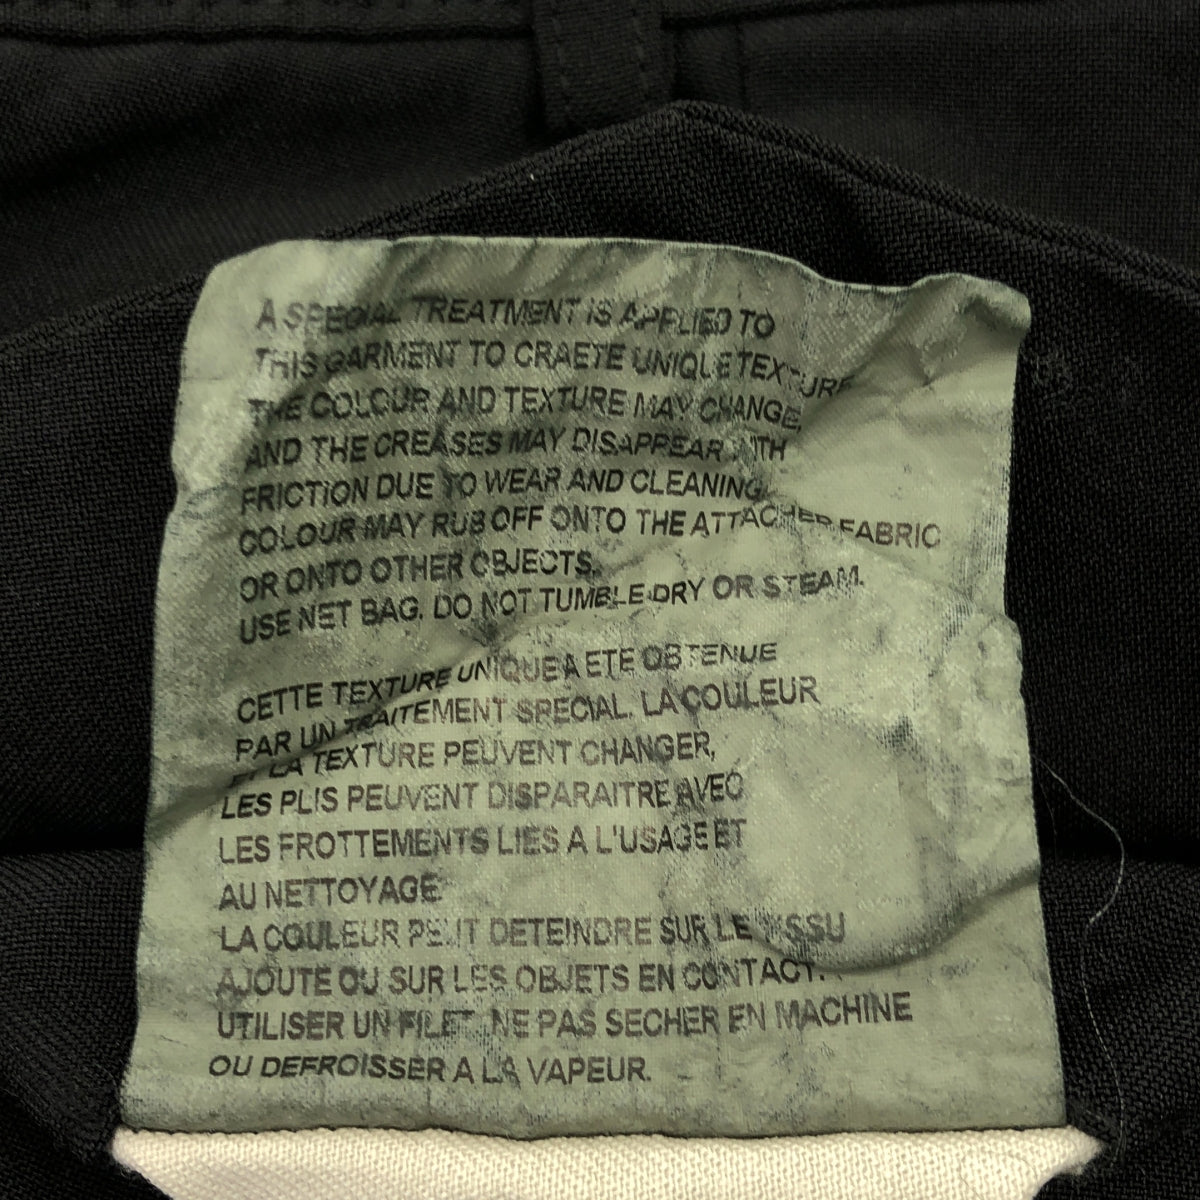 A SPECIAL TREATMENT IS APPLIED TO
THIS GARMENT TO CRAETE UNIQUE TEXTURE
THE COLOUR AND TEXTURE MAY CHANGE,
AND THE CREASES MAY DISAPPEAR WITH
FRICTION DUE TO WEAR AND CLEANING
COLOUR MAY RUB OFF ONTO THE ATTACHED FABRIC
OR ONTO OTHER OBJECTS.
USE NET BAG. DO NOT TUMBLE DRY OR STEAM.
CETTE TEXTURE UNIQUE A ETE OBTENUE
PAR UN TRAITEMENT SPECIAL. LA COULEUR
ET LA TEXTURE PEUVENT CHANGER,
LES PLIS PEUVENT DISPARAITRE AVEC
LES FROTTEMENTS LIES A L'USAGE ET
AU NETTOYAGE.
LA COULEUR PEUT DETEINDRE SUR LE TISSU
AJOUTE OU SUR LES OBJETS EN CONTACT.
UTILISER UN FILET. NE PAS SECHER EN MACHINE
OU DEFROISSER A LA VAPEUR.